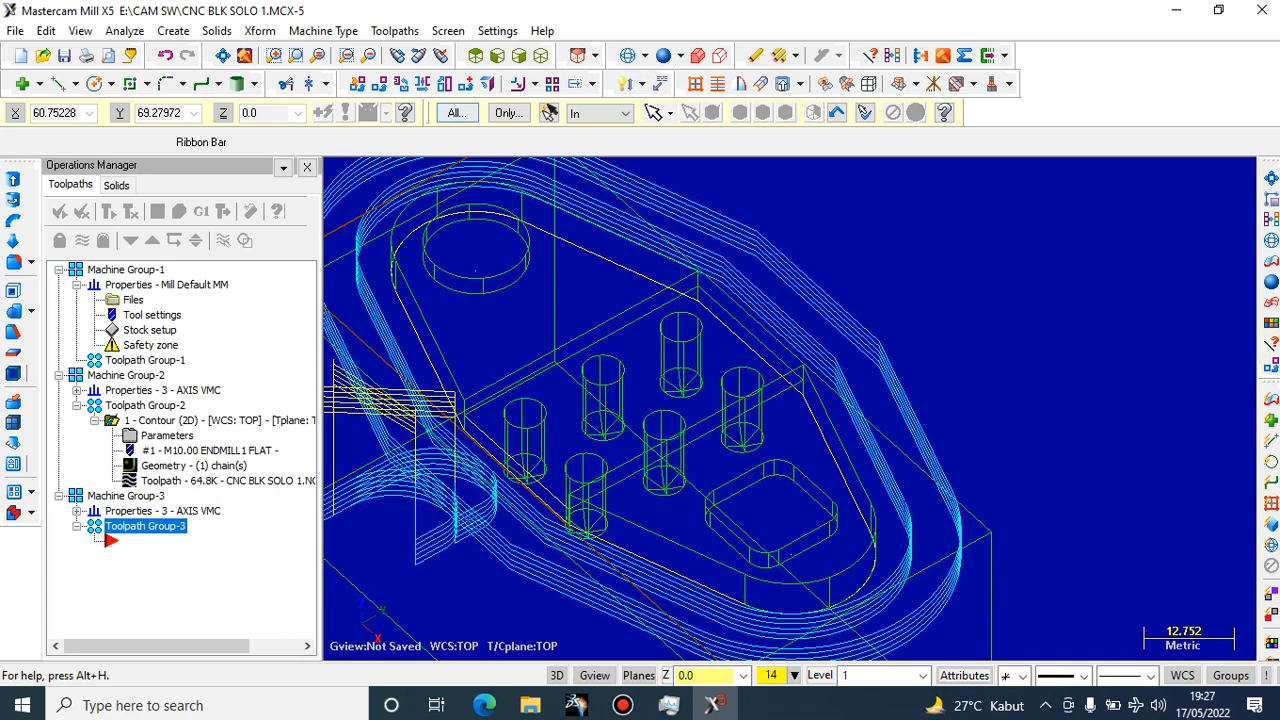 Mastercam Mill X5 E:\CAM SW\CNC BLK SOLO 1.MCX-5
File Edit View Analyze Create Solids Xform Machine Type Toolpaths Screen Settings Help
X 60.75228 Y 69.27972 Z 0.0 All... Only... In
Ribbon Bar
Operations Manager
Toolpaths Solids
G1
Machine Group-1
Properties - Mill Default MM
Files
Tool settings
Stock setup
Safety zone
Toolpath Group-1
Machine Group-2
Properties - 3 - AXIS VMC
Toolpath Group-2
1 - Contour (2D) - [WCS: TOP] - [Tplane: T
Parameters
#1 - M10.00 ENDMILL1 FLAT -
Geometry - (1) chain(s)
Toolpath - 64.8K - CNC BLK SOLO 1.NC
Machine Group-3
Properties - 3 - AXIS VMC
Toolpath Group-3
X
Gview:Not Saved WCS:TOP T/Cplane:TOP
12.752
Metric
For help, press Alt+H.
3D Gview Planes Z 0.0 14 Level 1 Attributes WCS Groups !
Type here to search
27°C Kabut
19:27
17/05/2022